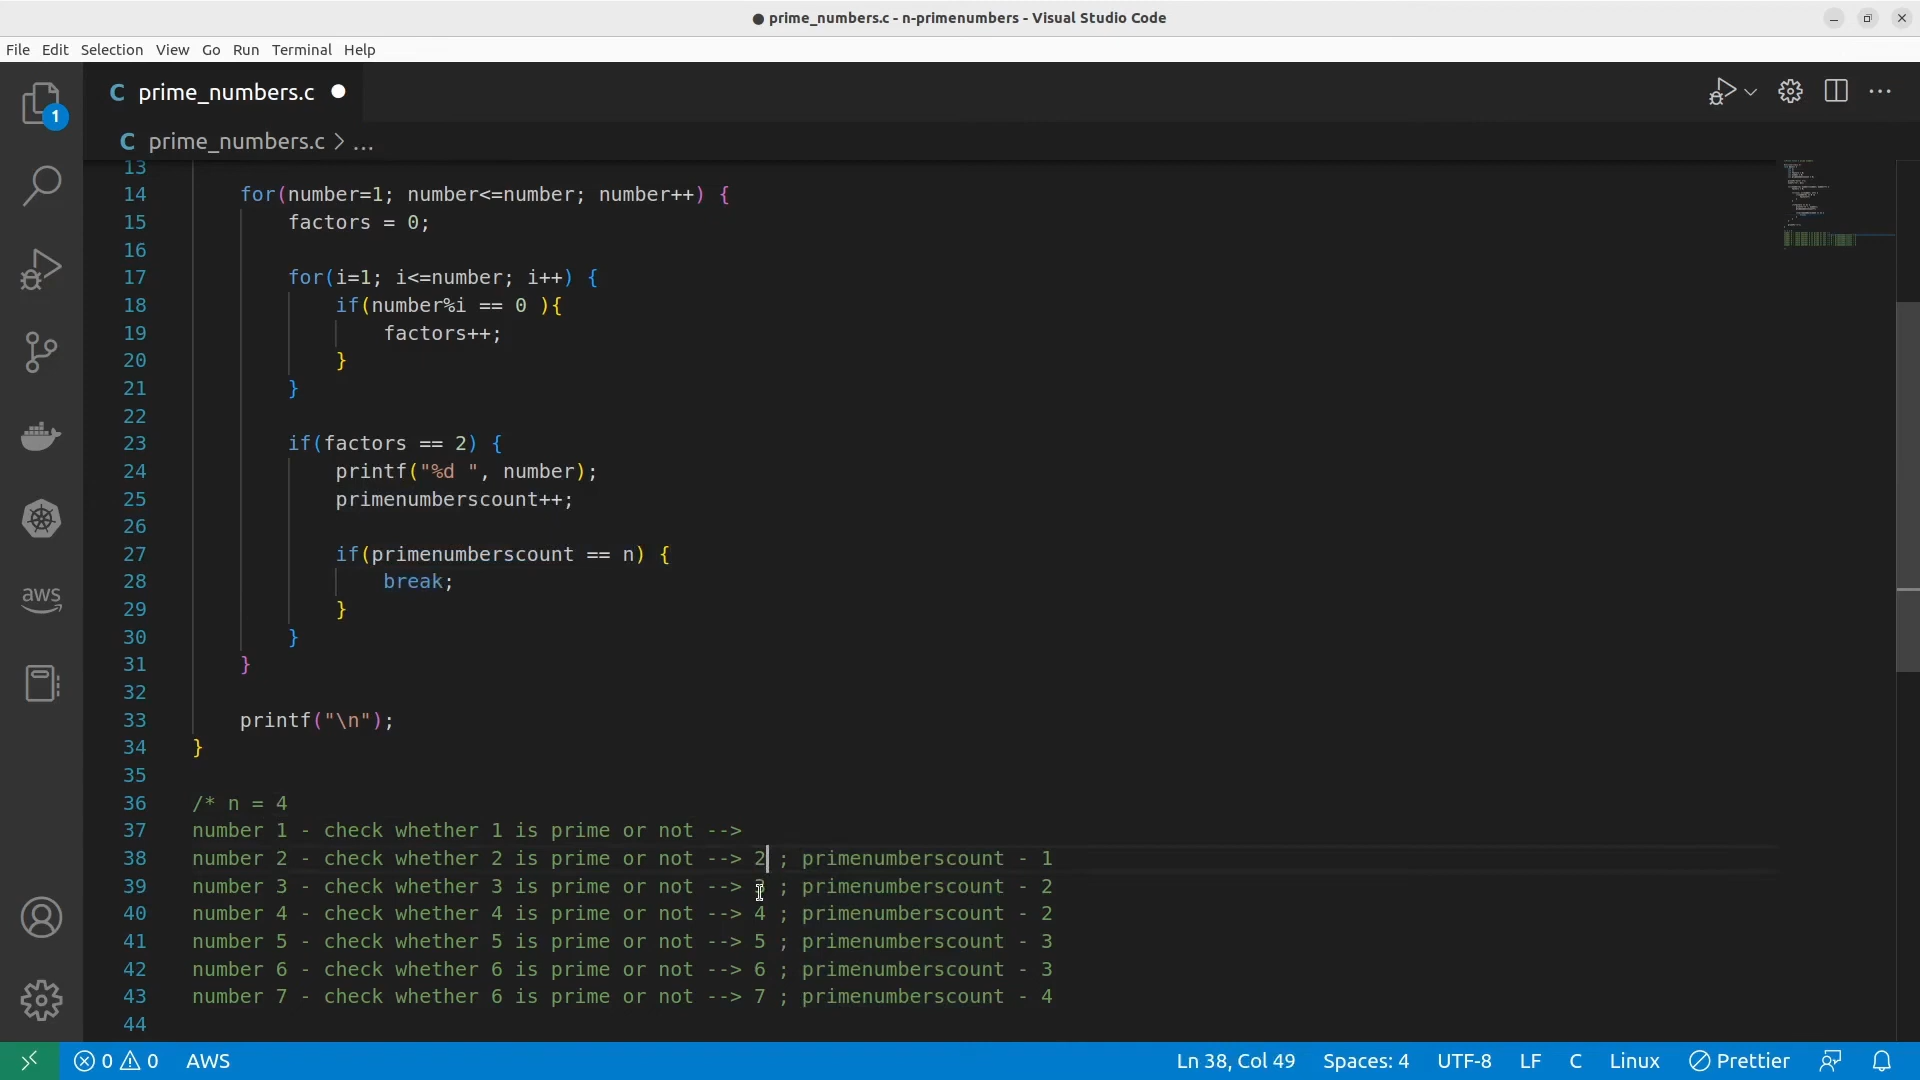 ● prime_numbers.c - n-primenumbers - Visual Studio Code
File Edit Selection View Go Run Terminal Help
1
C prime_numbers.c ●
C prime_numbers.c > ...
13
14 for(number=1; number<=number; number++) {
15 factors = 0;
16
17 for(i=1; i<=number; i++) {
18 if(number%i == 0 ){
19 factors++;
20 }
21 }
22
23 if(factors == 2) {
24 printf("%d ", number);
25 primenumberscount++;
26
27 if(primenumberscount == n) {
28 break;
29 }
30 }
31 }
32
33 printf("\n");
34 }
35
36 /* n = 4
37 number 1 - check whether 1 is prime or not -->
38 number 2 - check whether 2 is prime or not --> 2 ; primenumberscount - 1
39 number 3 - check whether 3 is prime or not --> 3 ; primenumberscount - 2
40 number 4 - check whether 4 is prime or not --> 4 ; primenumberscount - 2
41 number 5 - check whether 5 is prime or not --> 5 ; primenumberscount - 3
42 number 6 - check whether 6 is prime or not --> 6 ; primenumberscount - 3
43 number 7 - check whether 6 is prime or not --> 7 ; primenumberscount - 4
44
aws
0 0 AWS Ln 38, Col 49 Spaces: 4 UTF-8 LF C Linux Prettier